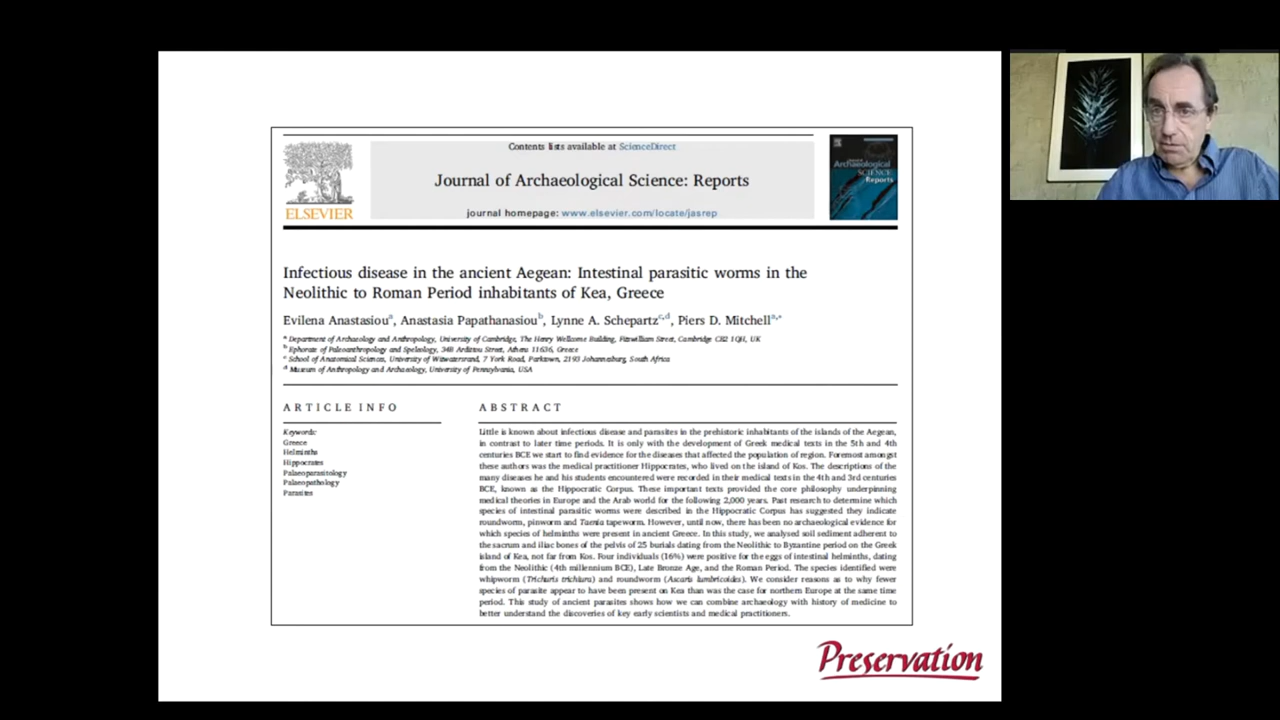 Contents lists available at ScienceDirect
Journal of Archaeological Science: Reports
journal homepage: www.elsevier.com/locate/jasrep
ELSEVIER
Archaeological
SCIENCE
Reports
Infectious disease in the ancient Aegean: Intestinal parasitic worms in the
Neolithic to Roman Period inhabitants of Kea, Greece
Evilena Anastasiouᵃ, Anastasia Papathanasiouᵇ, Lynne A. Schepartzᶜ,ᵈ, Piers D. Mitchellᵃ,*
ᵃ Department of Archaeology and Anthropology, University of Cambridge, The Henry Wellcome Building, Fitzwilliam Street, Cambridge CB2 1QH, UK
ᵇ Ephorate of Paleoanthropology and Speleology, 34B Ardittou Street, Athens 11636, Greece
ᶜ School of Anatomical Sciences, University of Witwatersrand, 7 York Road, Parktown, 2193 Johannesburg, South Africa
ᵈ Museum of Anthropology and Archaeology, University of Pennsylvania, USA
ARTICLE INFO
Keywords:
Greece
Helminths
Hippocrates
Palaeoparasitology
Palaeopathology
Parasites
ABSTRACT
Little is known about infectious disease and parasites in the prehistoric inhabitants of the islands of the Aegean,
in contrast to later time periods. It is only with the development of Greek medical texts in the 5th and 4th
centuries BCE we start to find evidence for the diseases that affected the population of region. Foremost amongst
these authors was the medical practitioner Hippocrates, who lived on the island of Kos. The descriptions of the
many diseases he and his students encountered were recorded in their medical texts in the 4th and 3rd centuries
BCE, known as the Hippocratic Corpus. These important texts provided the core philosophy underpinning
medical theories in Europe and the Arab world for the following 2,000 years. Past research to determine which
species of intestinal parasitic worms were described in the Hippocratic Corpus has suggested they indicate
roundworm, pinworm and Taenia tapeworm. However, until now, there has been no archaeological evidence for
which species of helminths were present in ancient Greece. In this study, we analysed soil sediment adherent to
the sacrum and iliac bones of the pelvis of 25 burials dating from the Neolithic to Byzantine period on the Greek
island of Kea, not far from Kos. Four individuals (16%) were positive for the eggs of intestinal helminths, dating
from the Neolithic (4th millennium BCE), Late Bronze Age, and the Roman Period. The species identified were
whipworm (Trichuris trichiura) and roundworm (Ascaris lumbricoides). We consider reasons as to why fewer
species of parasite appear to have been present on Kea than was the case for northern Europe at the same time
period. This study of ancient parasites shows how we can combine archaeology with history of medicine to
better understand the discoveries of key early scientists and medical practitioners.
Preservation